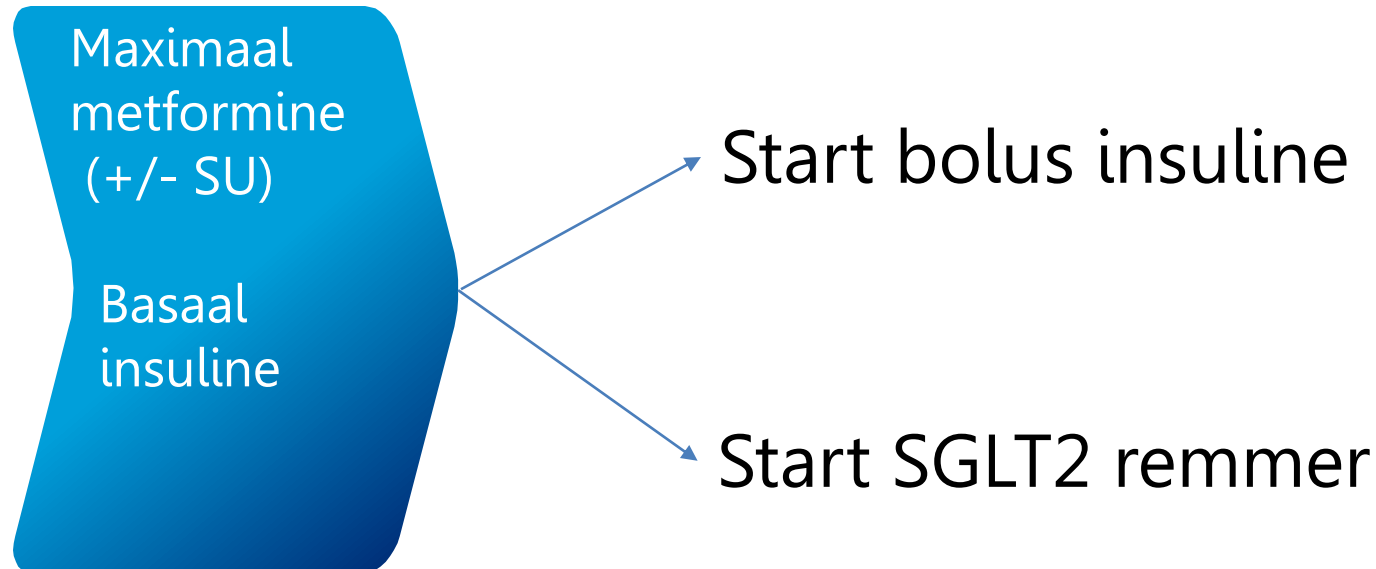 Maximaal
metformine
(+/- SU)
Basaal
insuline
Start bolus insuline
Start SGLT2 remmer